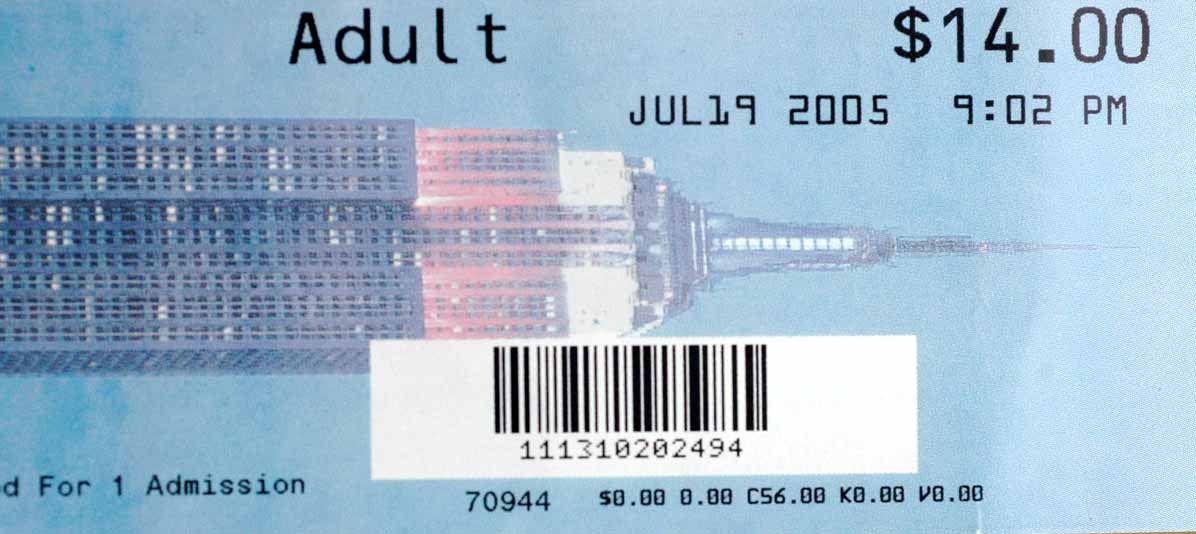 Adult $14.00
JUL19 2005 9:02 PM
111310202494
d For 1 Admission
70944 $0.00 0.00 C56.00 K0.00 V0.00